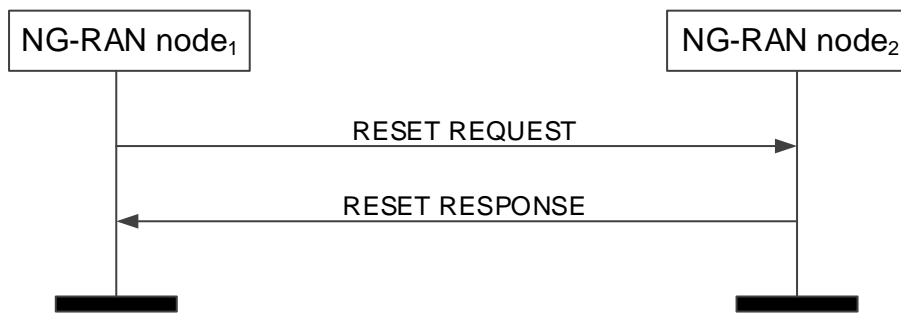 NG-RAN node₁
NG-RAN node₂
RESET REQUEST
RESET RESPONSE